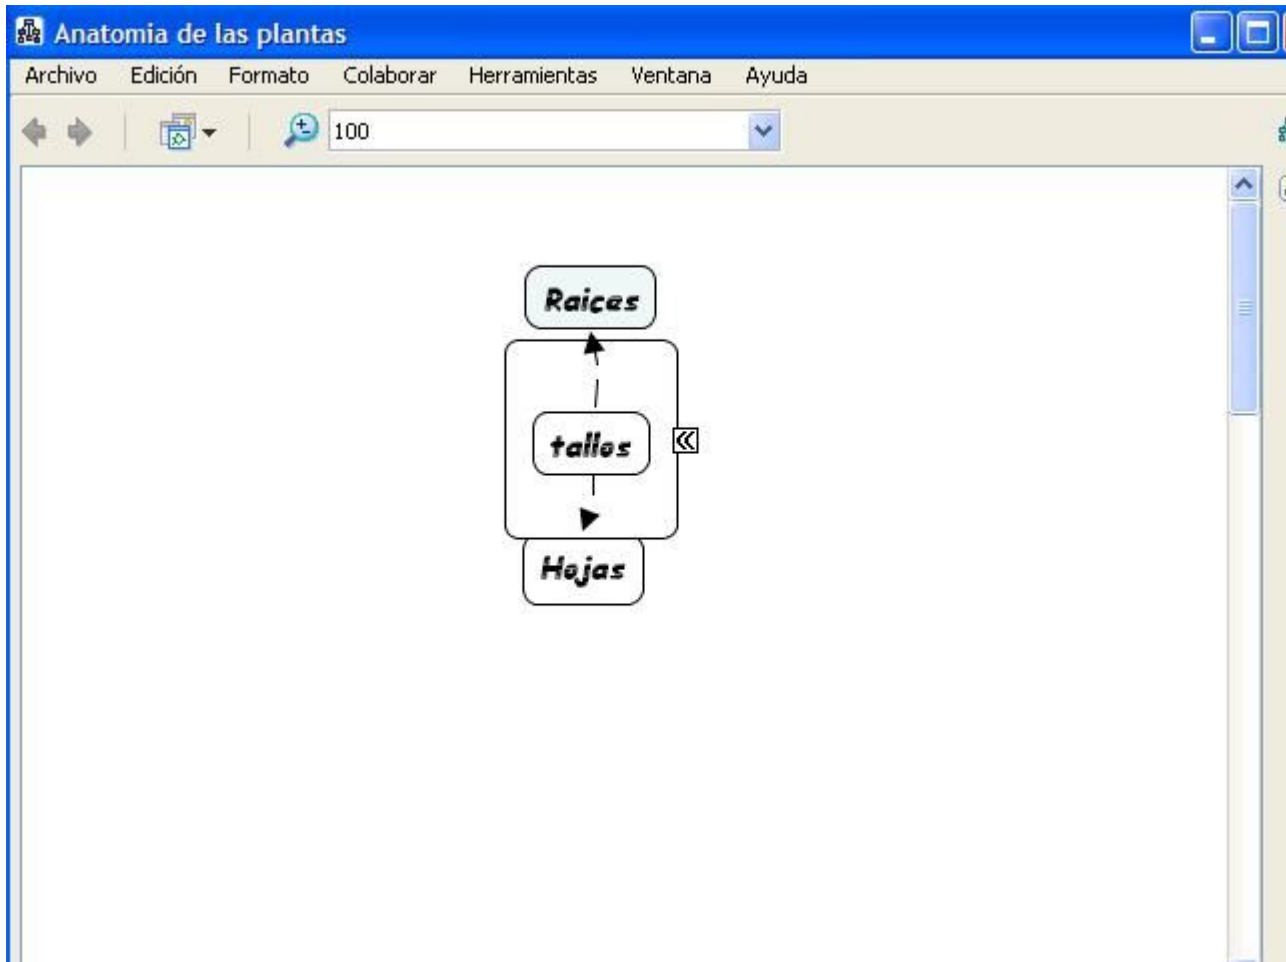 Anatomia de las plantas
Archivo Edición Formato Colaborar Herramientas Ventana Ayuda
100
Raices
tallos
Hojas